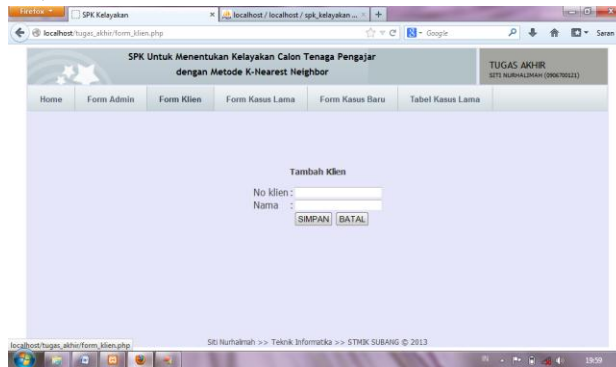 Firefox
SPK Kelayakan
localhost / localhost / spk_kelayakan ...
localhost/tugas_akhir/form_klien.php
Google
Saran
SPK Untuk Menentukan Kelayakan Calon Tenaga Pengajar
dengan Metode K-Nearest Neighbor
TUGAS AKHIR
SITI NURHALIMAH (0906700121)
Home Form Admin Form Klien Form Kasus Lama Form Kasus Baru Tabel Kasus Lama
Tambah Klien
No klien :
Nama :
SIMPAN BATAL
localhost/tugas_akhir/form_klien.php
Siti Nurhalimah >> Teknik Informatika >> STMIK SUBANG © 2013
19:59